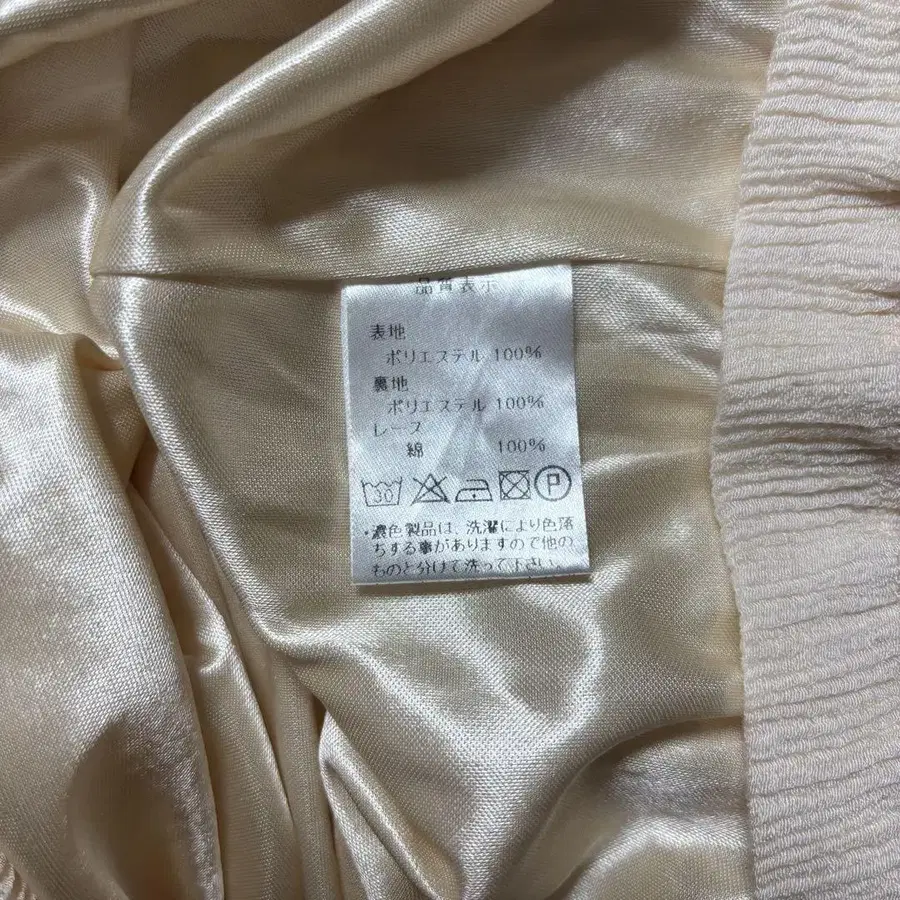 品質表示
表地
ポリエステル 100%
裏地
ポリエステル 100%
レース
綿 100%
30 P
・濃色製品は、洗濯により色落
ちする事がありますので他の
ものと分けて洗って下さい。